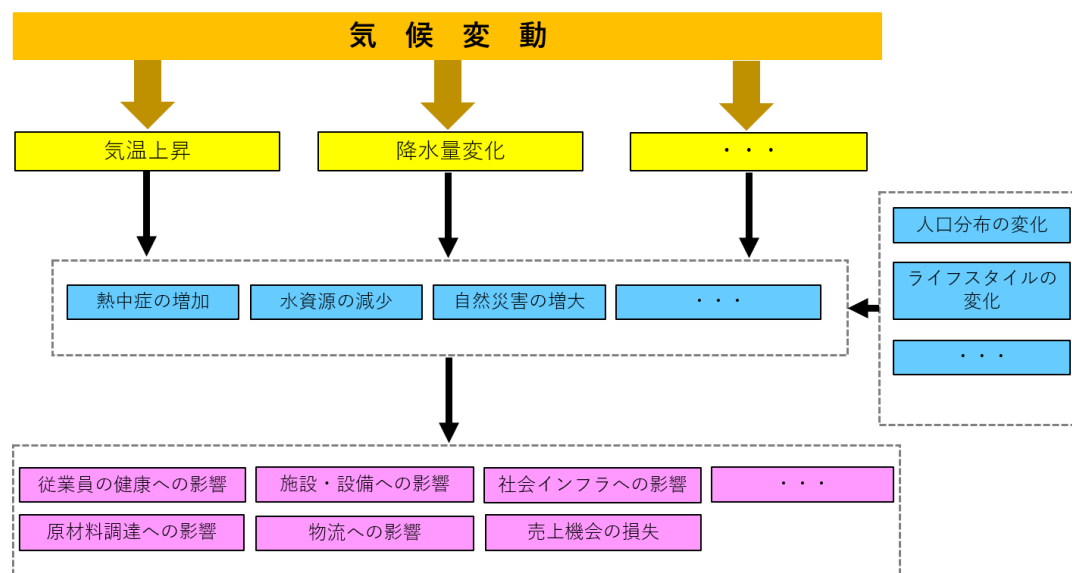 気 候 変 動
気温上昇
降水量変化
・・・
人口分布の変化
ライフスタイルの
変化
・・・
熱中症の増加
水資源の減少
自然災害の増大
・・・
従業員の健康への影響
施設・設備への影響
社会インフラへの影響
・・・
原材料調達への影響
物流への影響
売上機会の損失